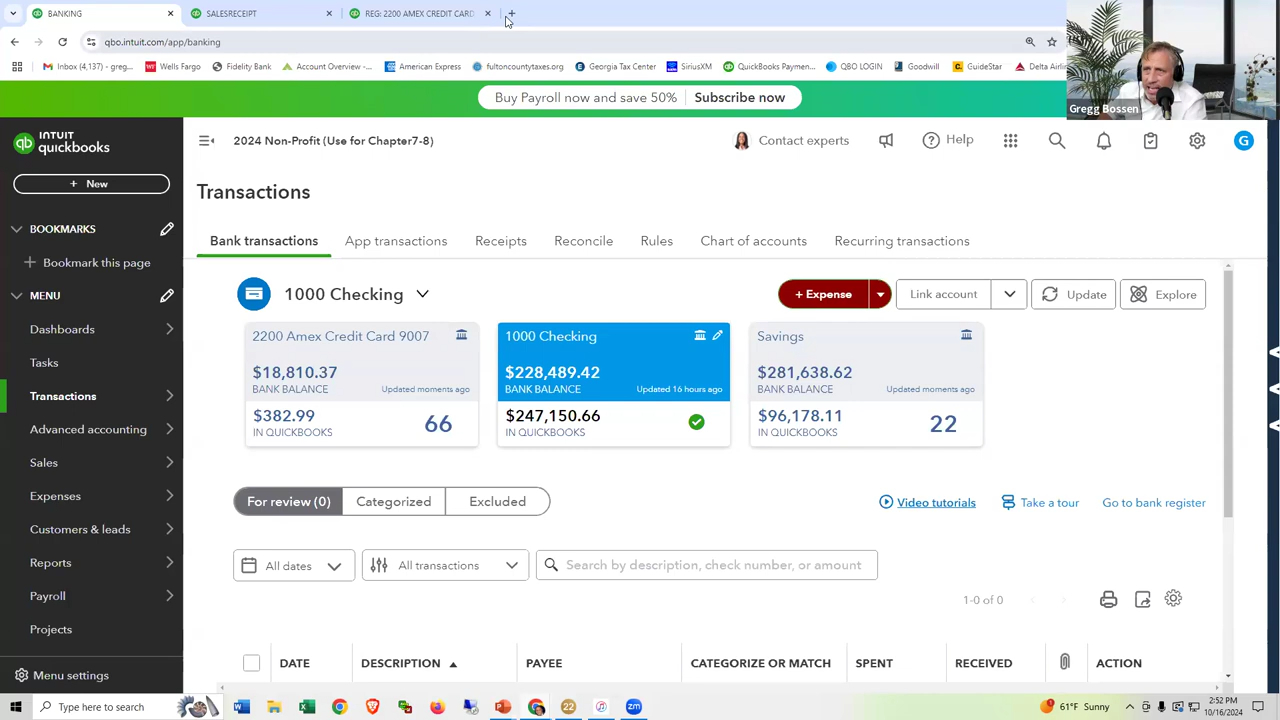 BANKING
SALESRECEIPT
REG: 2200 AMEX CREDIT CARD
qbo.intuit.com/app/banking
Inbox (4,137) - greg...
Wells Fargo
Fidelity Bank
Account Overview -...
American Express
fultoncountytaxes.org
Georgia Tax Center
SiriusXM
QuickBooks Paymen...
QBO LOGIN
Goodwill
GuideStar
Delta Airli
Gregg Bossen
Buy Payroll now and save 50% Subscribe now
INTUIT
quickbooks
2024 Non-Profit (Use for Chapter7-8)
Contact experts
Help
G
+ New
BOOKMARKS
+ Bookmark this page
MENU
Dashboards
Tasks
Transactions
Advanced accounting
Sales
Expenses
Customers & leads
Reports
Payroll
Projects
Menu settings
Transactions
Bank transactions
App transactions
Receipts
Reconcile
Rules
Chart of accounts
Recurring transactions
1000 Checking
+ Expense
Link account
Update
Explore
2200 Amex Credit Card 9007
$18,810.37
BANK BALANCE
Updated moments ago
$382.99
IN QUICKBOOKS
66
1000 Checking
$228,489.42
BANK BALANCE
Updated 16 hours ago
$247,150.66
IN QUICKBOOKS
Savings
$281,638.62
BANK BALANCE
Updated moments ago
$96,178.11
IN QUICKBOOKS
22
For review (0)
Categorized
Excluded
Video tutorials
Take a tour
Go to bank register
All dates
All transactions
Search by description, check number, or amount
1-0 of 0
DATE
DESCRIPTION
PAYEE
CATEGORIZE OR MATCH
SPENT
RECEIVED
ACTION
Type here to search
22
zm
61°F Sunny
2:52 PM
10/16/2024